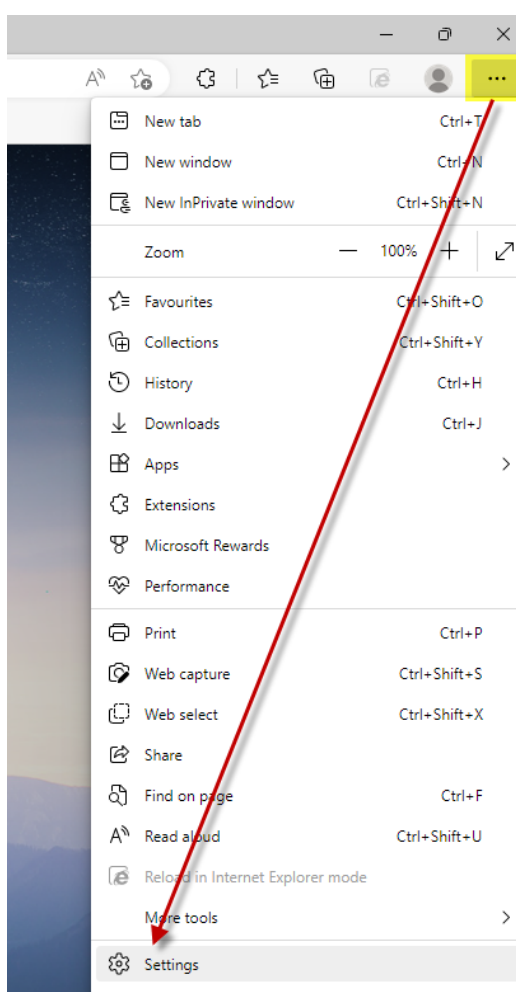 New tab Ctrl+T
New window Ctrl+N
New InPrivate window Ctrl+Shift+N
Zoom — 100% +
Favourites Ctrl+Shift+O
Collections Ctrl+Shift+Y
History Ctrl+H
Downloads Ctrl+J
Apps
Extensions
Microsoft Rewards
Performance
Print Ctrl+P
Web capture Ctrl+Shift+S
Web select Ctrl+Shift+X
Share
Find on page Ctrl+F
Read aloud Ctrl+Shift+U
Reload in Internet Explorer mode
More tools
Settings